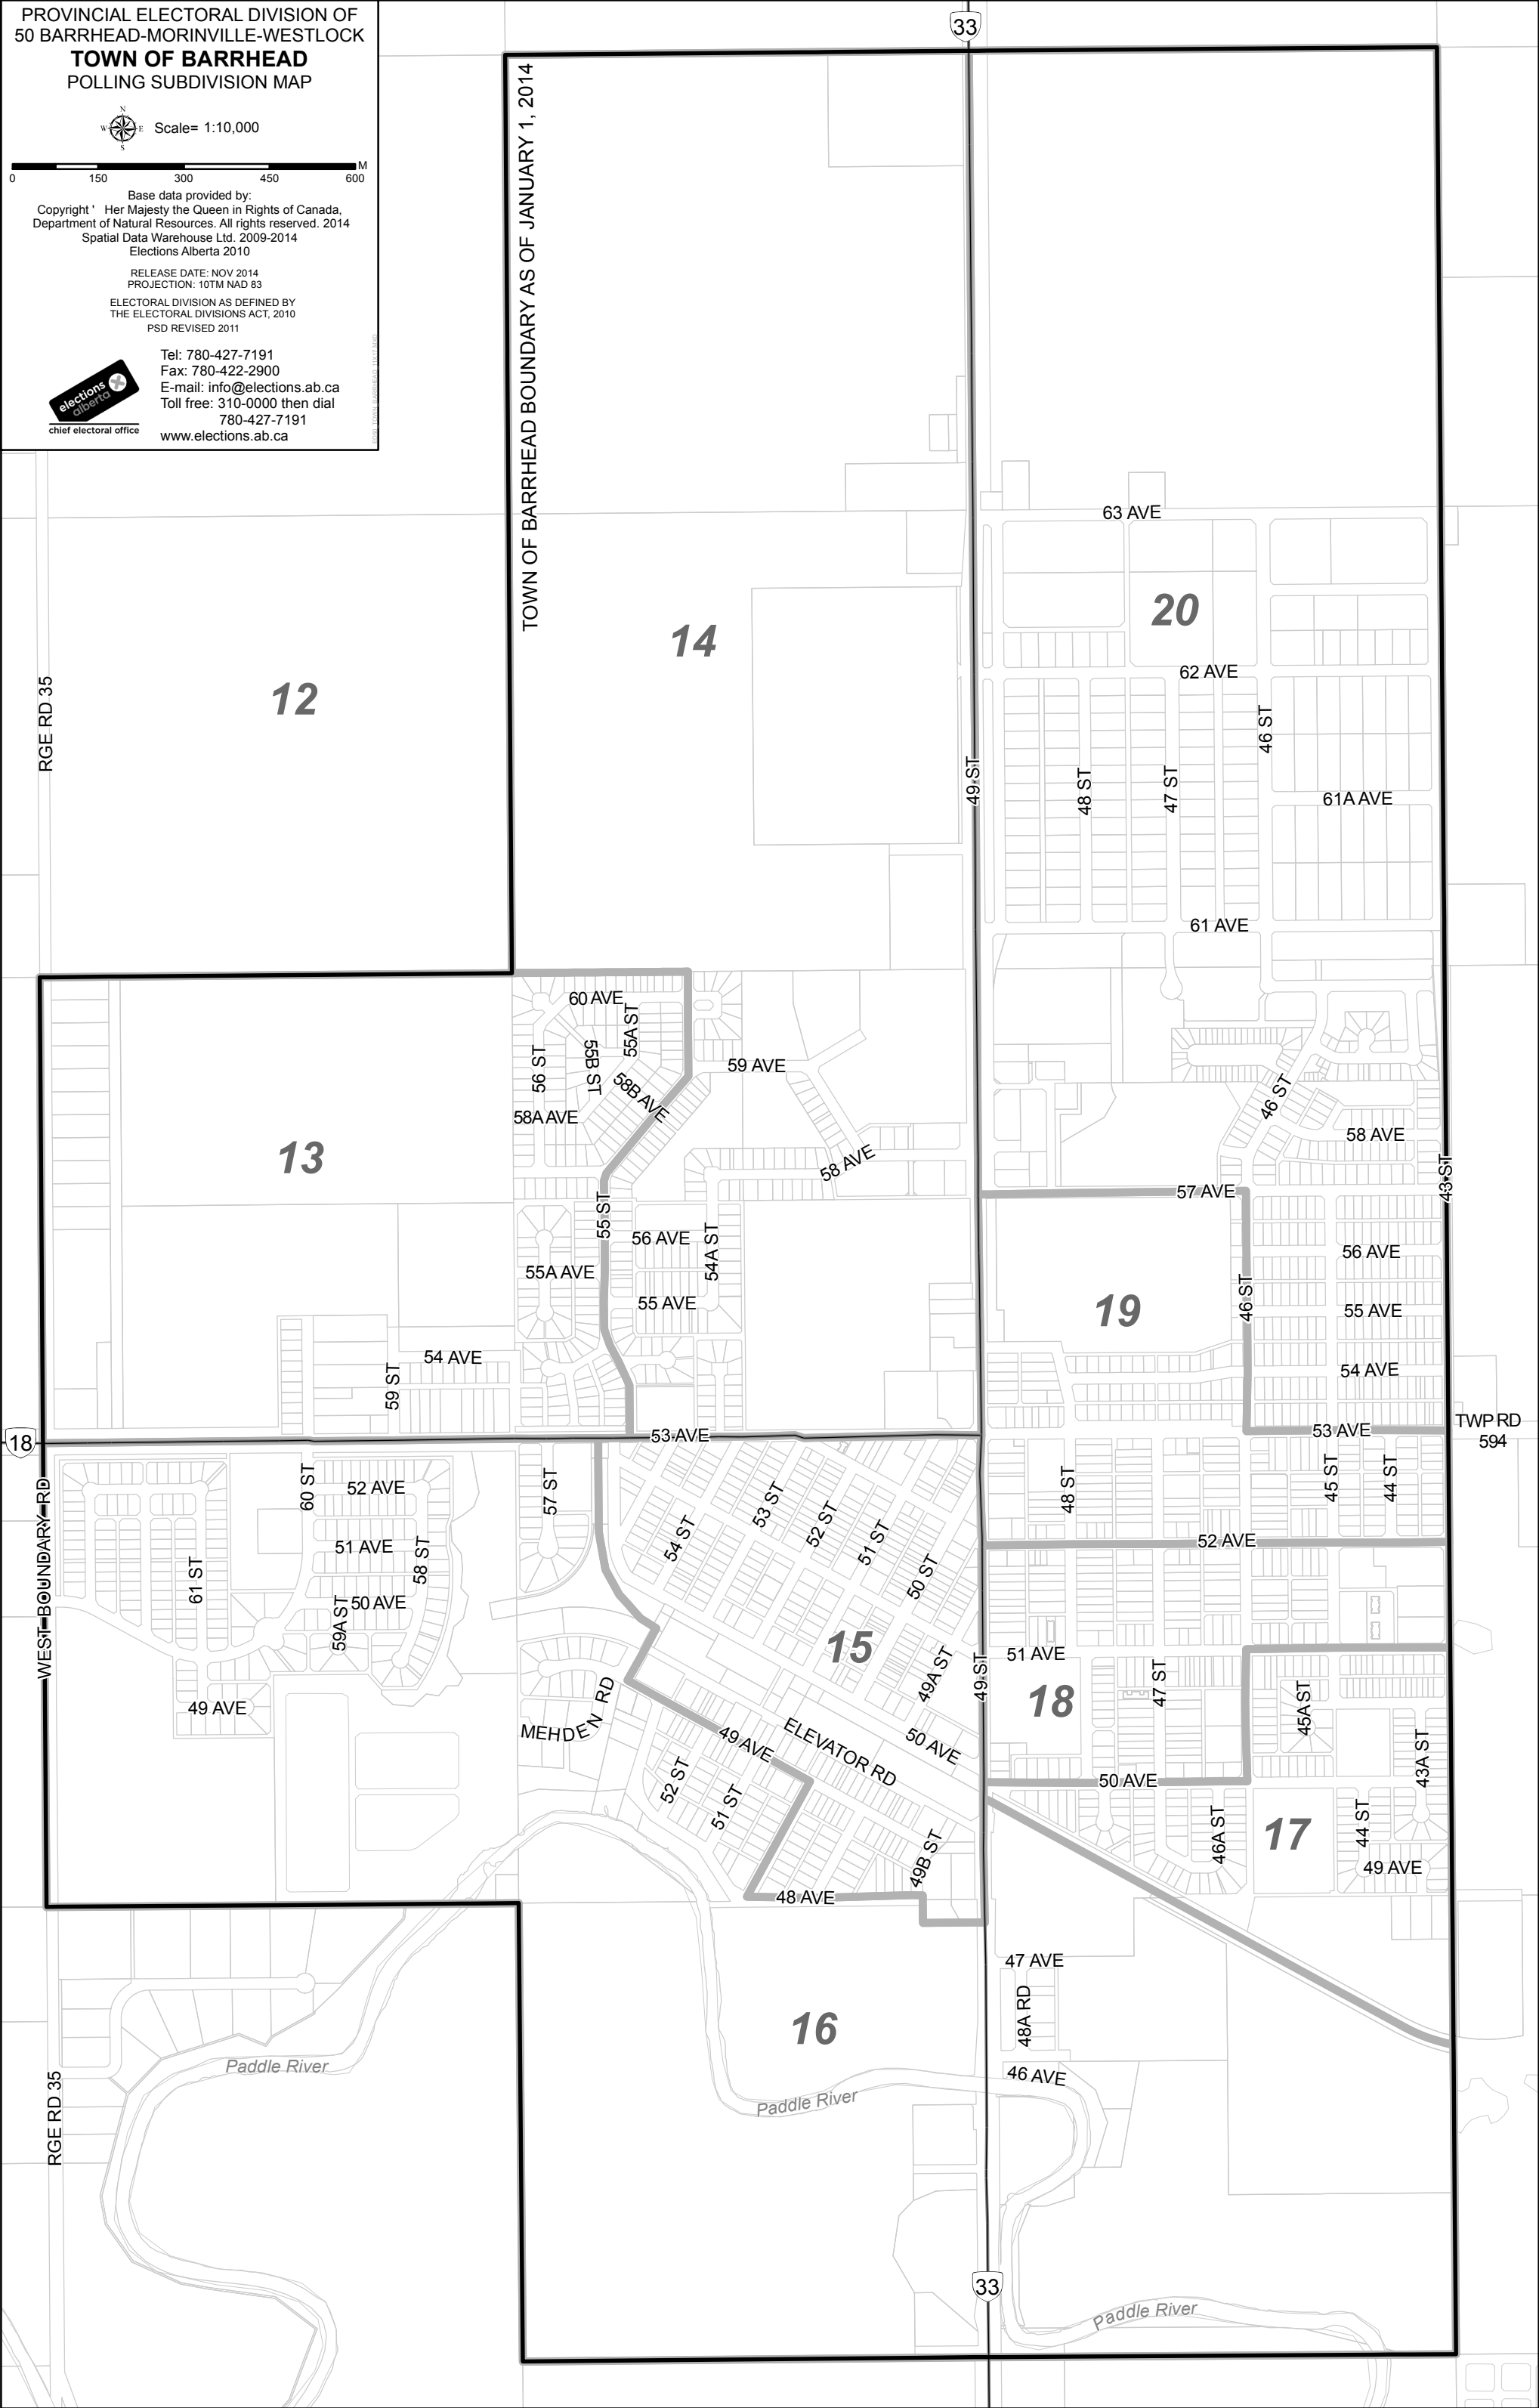 PROVINCIAL ELECTORAL DIVISION OF
50 BARRHEAD-MORINVILLE-WESTLOCK
TOWN OF BARRHEAD
POLLING SUBDIVISION MAP
N
W E
S
Scale= 1:10,000
M
0 150 300 450 600
Base data provided by:
Copyright ' Her Majesty the Queen in Rights of Canada,
Department of Natural Resources. All rights reserved. 2014
Spatial Data Warehouse Ltd. 2009-2014
Elections Alberta 2010
RELEASE DATE: NOV 2014
PROJECTION: 10TM NAD 83
ELECTORAL DIVISION AS DEFINED BY
THE ELECTORAL DIVISIONS ACT, 2010
PSD REVISED 2011
elections
alberta
chief electoral office
Tel: 780-427-7191
Fax: 780-422-2900
E-mail: info@elections.ab.ca
Toll free: 310-0000 then dial
780-427-7191
www.elections.ab.ca
33
TOWN OF BARRHEAD BOUNDARY AS OF JANUARY 1, 2014
63 AVE
20
14
12
62 AVE
RGE RD 35
46 ST
49 ST
48 ST
47 ST
61A AVE
61 AVE
60 AVE
55A ST
56 ST
55B ST
58B AVE
59 AVE
58A AVE
46 ST
58 AVE
13
58 AVE
43 ST
57 AVE
55 ST
56 AVE
54A ST
56 AVE
55A AVE
55 AVE
46 ST
19
55 AVE
54 AVE
59 ST
54 AVE
18
53 AVE
53 AVE
TWP RD
594
WEST BOUNDARY RD
60 ST
52 AVE
57 ST
53 ST
52 ST
51 ST
54 ST
50 ST
48 ST
45 ST
44 ST
52 AVE
51 AVE
58 ST
61 ST
50 AVE
59A ST
15
49A ST
49 ST
51 AVE
18
47 ST
45A ST
43A ST
49 AVE
MEHDEN RD
49 AVE
ELEVATOR RD
50 AVE
52 ST
51 ST
50 AVE
46A ST
17
44 ST
49 AVE
49B ST
48 AVE
47 AVE
48A RD
16
46 AVE
Paddle River
Paddle River
RGE RD 35
33
Paddle River